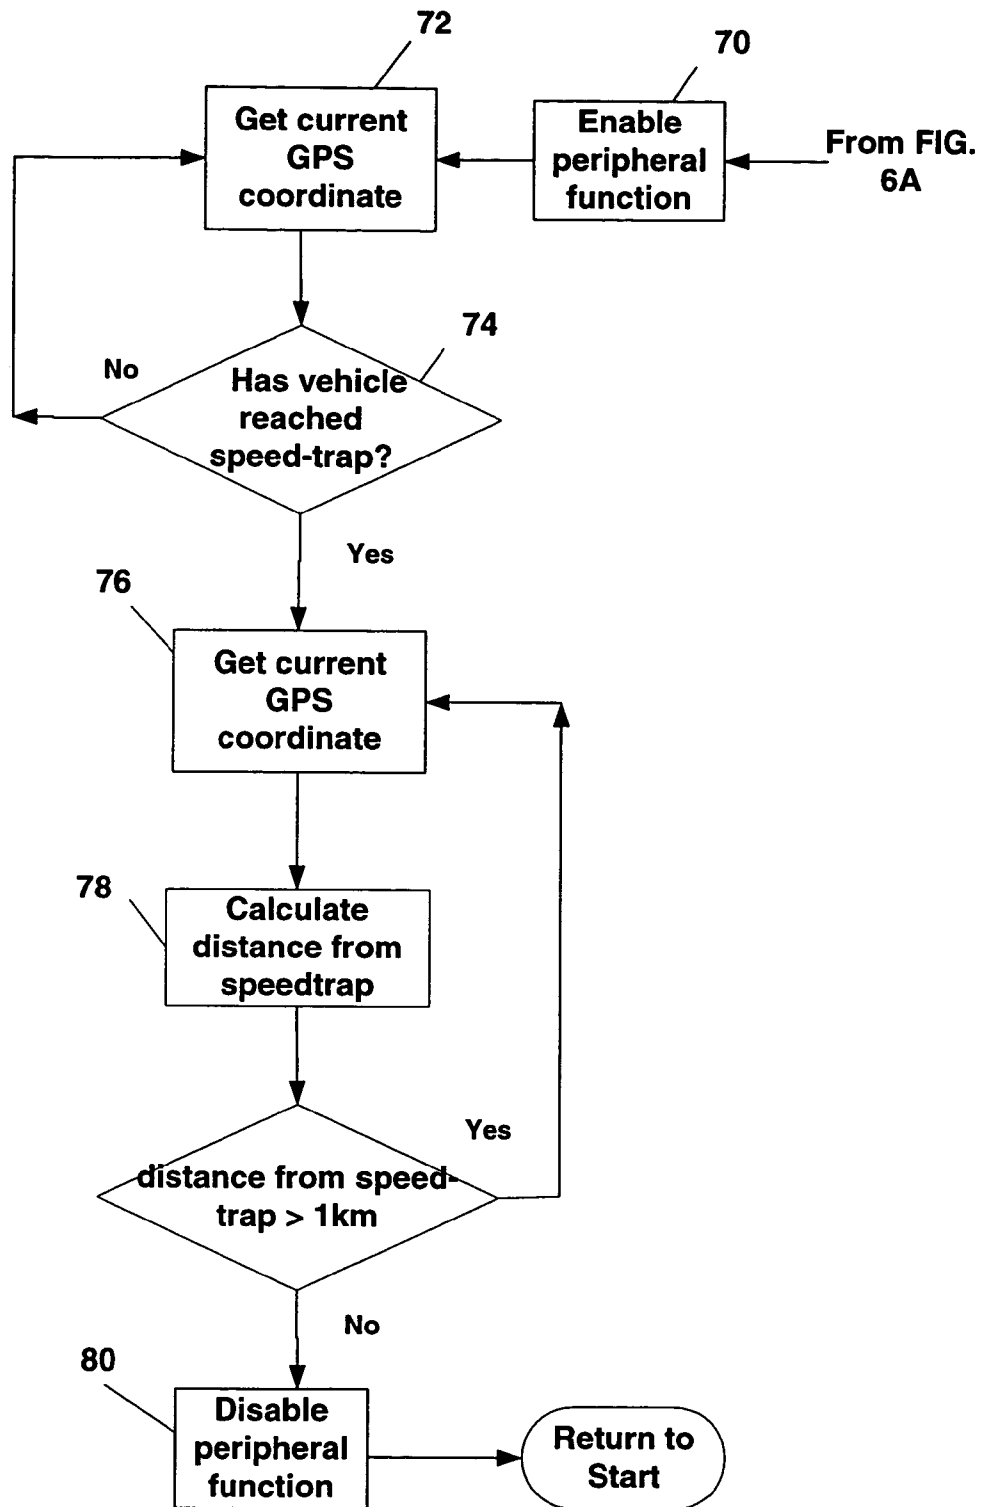 72
70
Get current
GPS
coordinate
Enable
peripheral
function
From FIG.
6A
74
No
Has vehicle
reached
speed-trap?
Yes
76
Get current
GPS
coordinate
78
Calculate
distance from
speedtrap
Yes
distance from speed-
trap > 1km
No
80
Disable
peripheral
function
Return to
Start